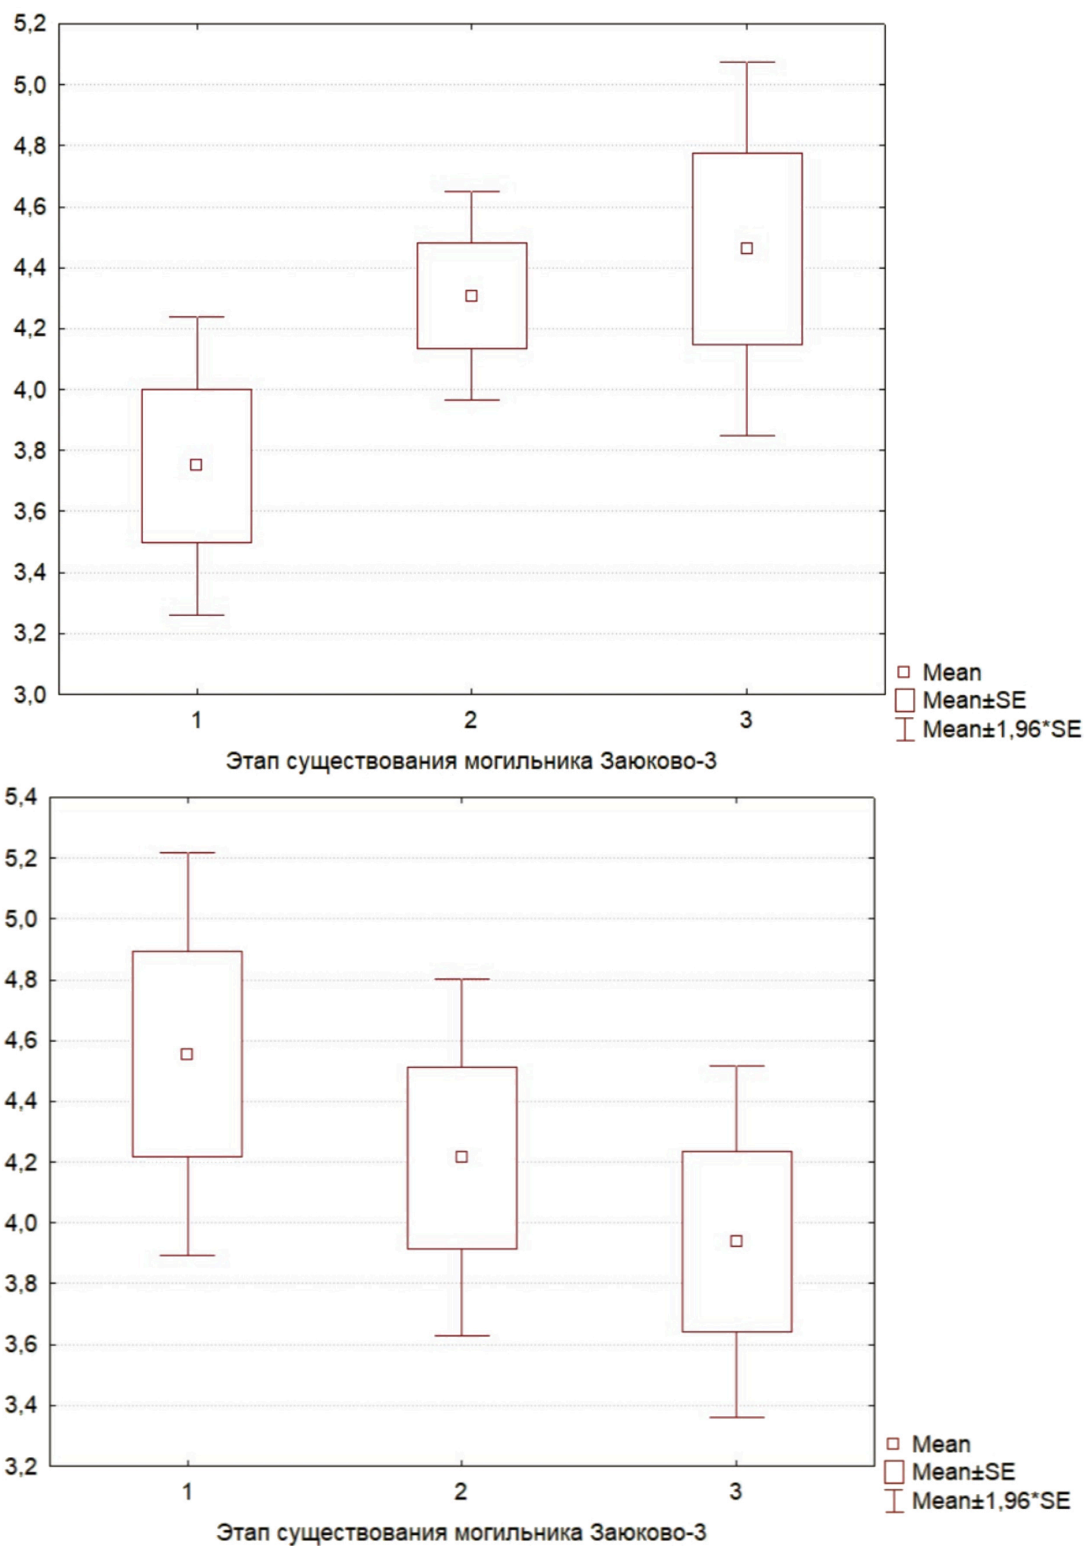 5,2
5,0
4,8
4,6
4,4
4,2
4,0
3,8
3,6
3,4
3,2
3,0
1 2 3
Этап существования могильника Заюково-3
Mean
Mean±SE
Mean±1,96*SE
5,4
5,2
5,0
4,8
4,6
4,4
4,2
4,0
3,8
3,6
3,4
3,2
1 2 3
Этап существования могильника Заюково-3
Mean
Mean±SE
Mean±1,96*SE